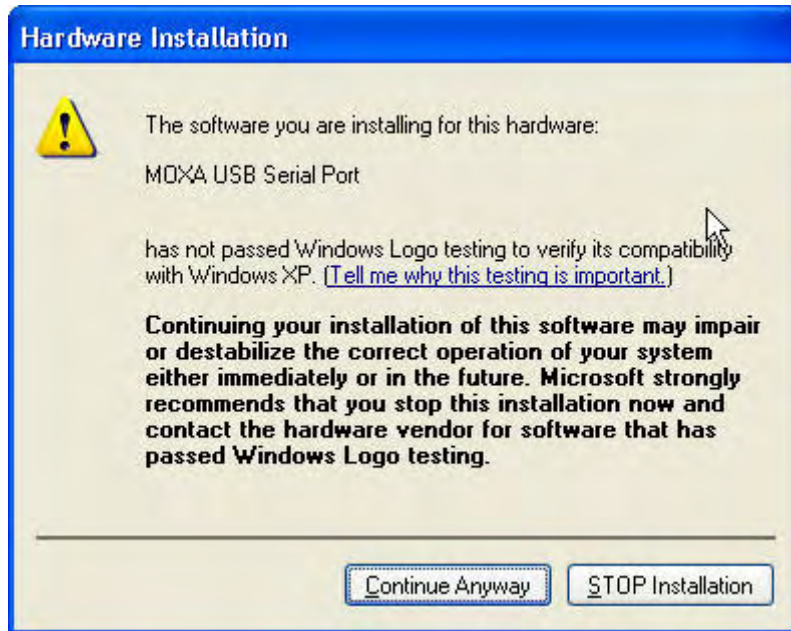 Hardware Installation
The software you are installing for this hardware:
MOXA USB Serial Port
has not passed Windows Logo testing to verify its compatibility
with Windows XP. (Tell me why this testing is important.)
Continuing your installation of this software may impair
or destabilize the correct operation of your system
either immediately or in the future. Microsoft strongly
recommends that you stop this installation now and
contact the hardware vendor for software that has
passed Windows Logo testing.
Continue Anyway
STOP Installation